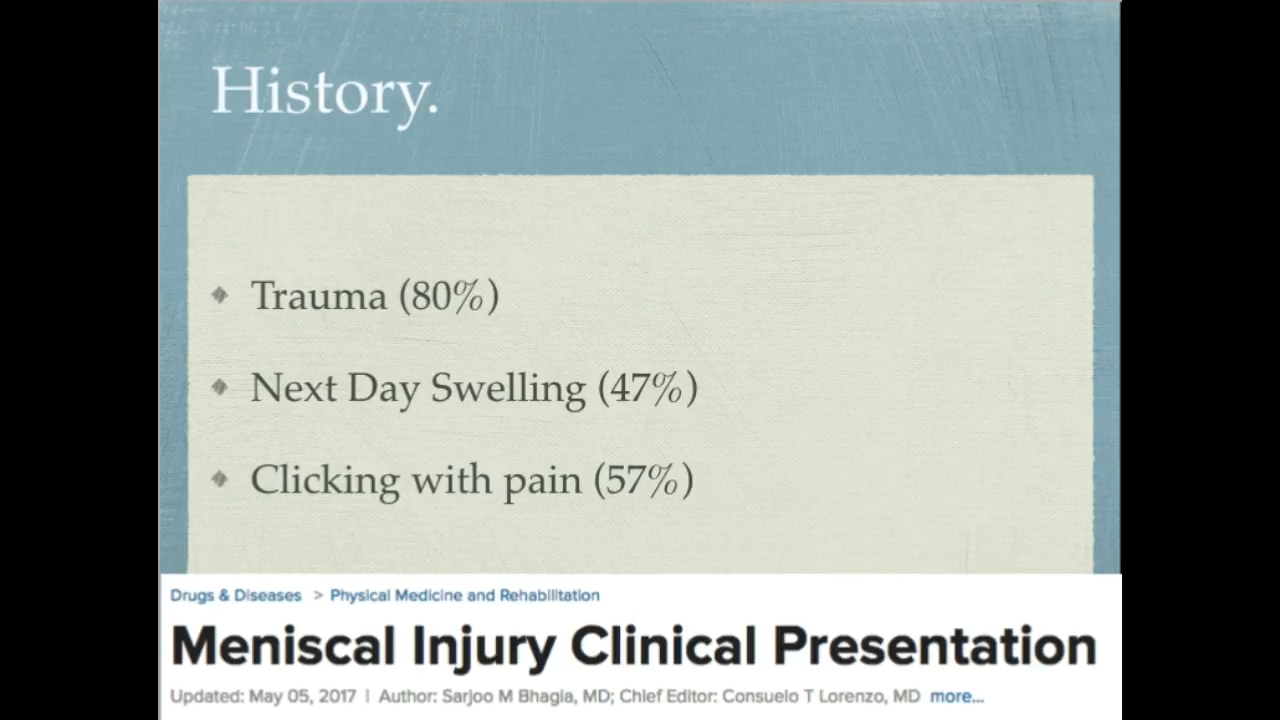 History.
Trauma (80%)
Next Day Swelling (47%)
Clicking with pain (57%)
Drugs & Diseases > Physical Medicine and Rehabilitation
Meniscal Injury Clinical Presentation
Updated: May 05, 2017 | Author: Sarjoo M Bhagia, MD; Chief Editor: Consuelo T Lorenzo, MD more...